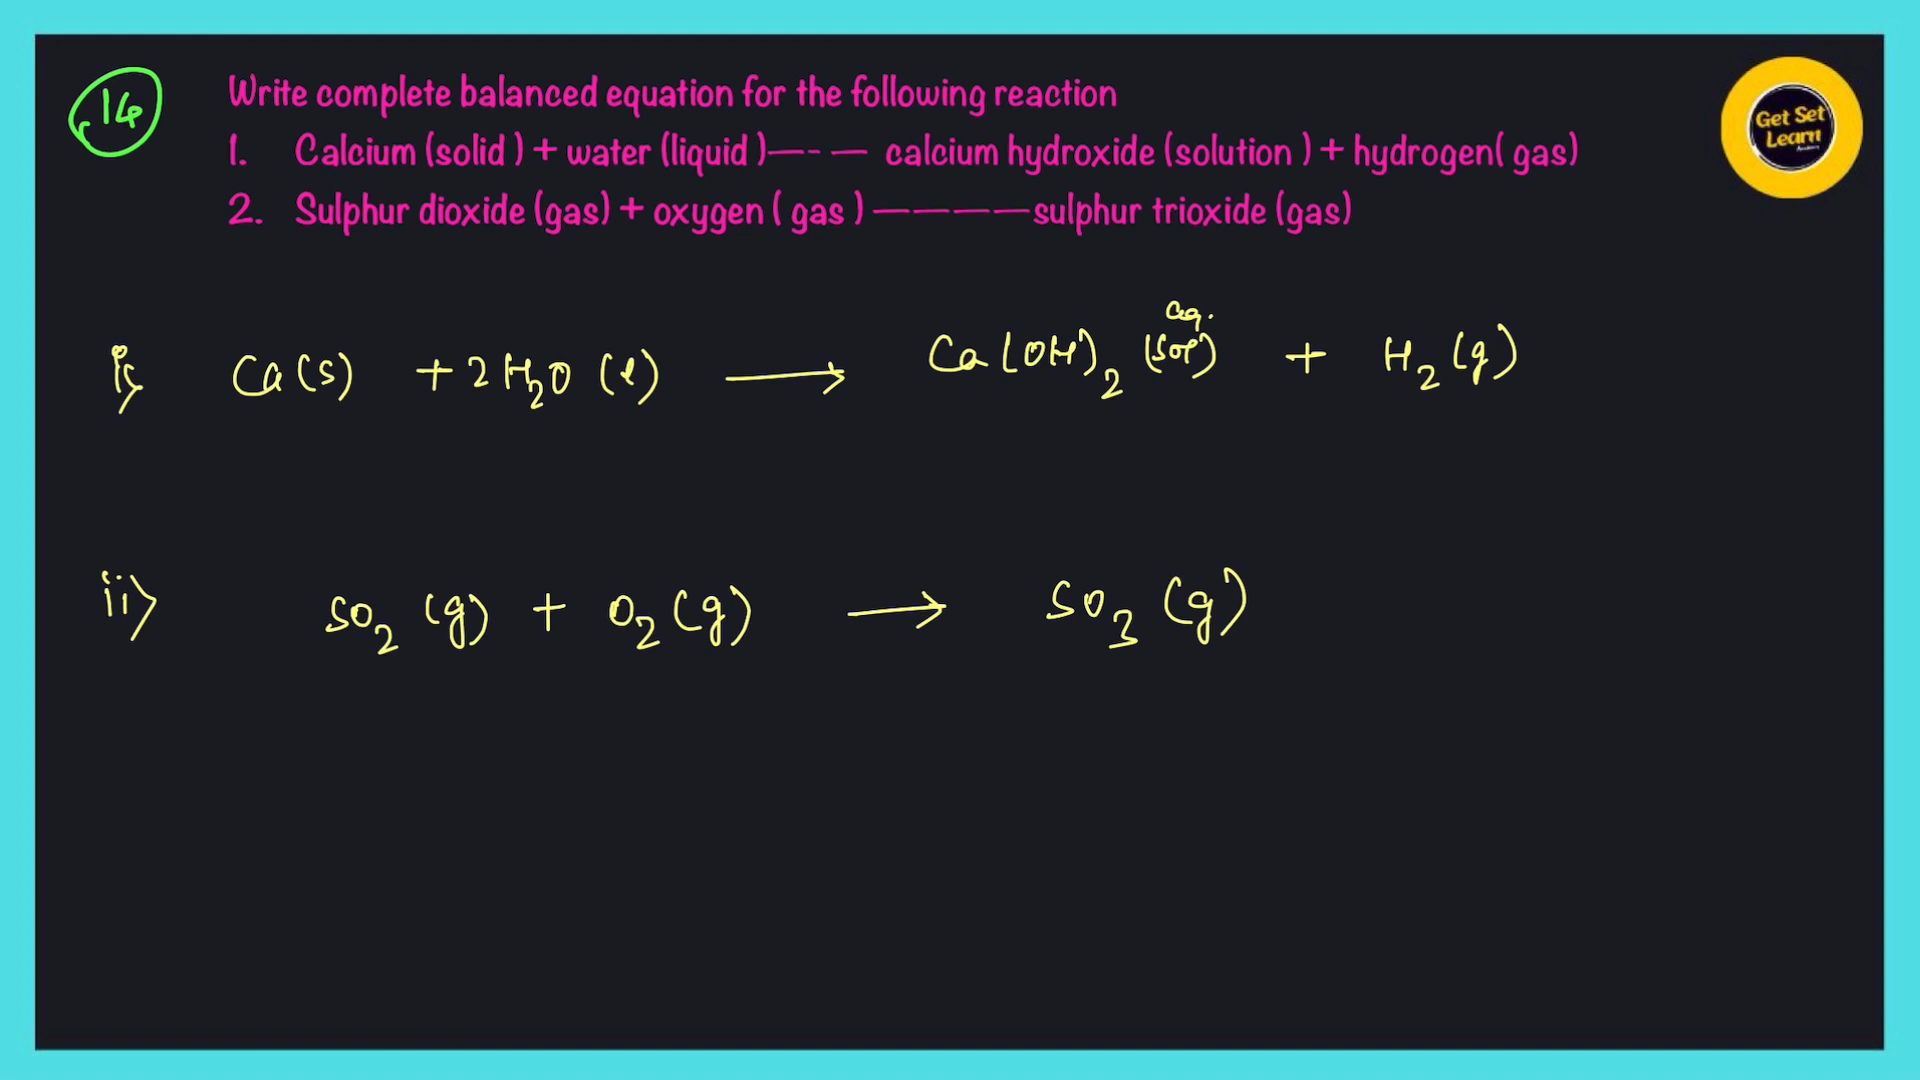 14
Write complete balanced equation for the following reaction
1. Calcium (solid ) + water (liquid )—-- — calcium hydroxide (solution ) + hydrogen( gas)
2. Sulphur dioxide (gas) + oxygen ( gas ) ————sulphur trioxide (gas)
Get Set
Learn
Academy
aq.
i) Ca(s) + 2H₂O (l) ⟶ Ca(OH)₂ (sol) + H₂(g)
ii) SO₂ (g) + O₂ (g) ⟶ SO₃ (g)